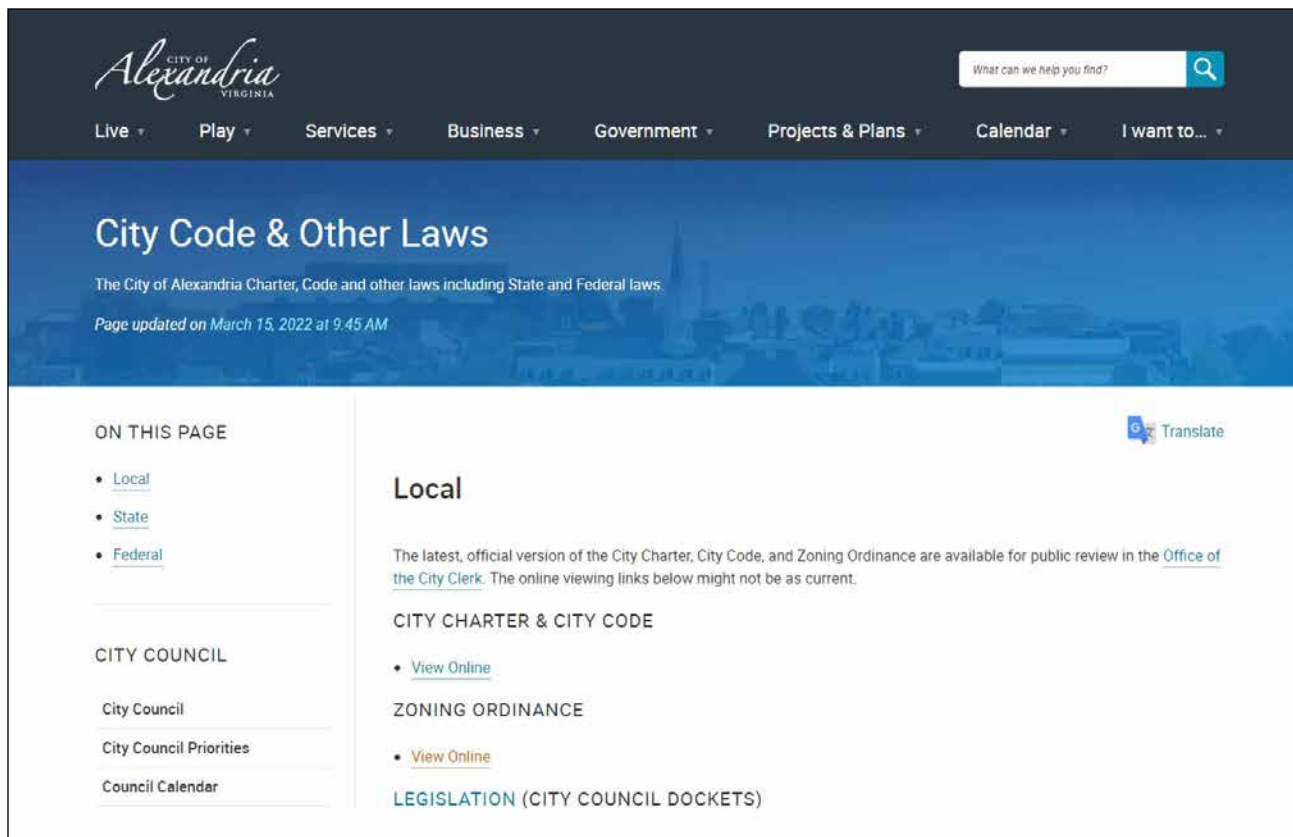 CITY OF
Alexandria
VIRGINIA
What can we help you find?
Live Play Services Business Government Projects & Plans Calendar I want to...
City Code & Other Laws
The City of Alexandria Charter, Code and other laws including State and Federal laws.
Page updated on March 15, 2022 at 9:45 AM
ON THIS PAGE
• Local
• State
• Federal
CITY COUNCIL
City Council
City Council Priorities
Council Calendar
Translate
Local
The latest, official version of the City Charter, City Code, and Zoning Ordinance are available for public review in the Office of
the City Clerk. The online viewing links below might not be as current.
CITY CHARTER & CITY CODE
• View Online
ZONING ORDINANCE
• View Online
LEGISLATION (CITY COUNCIL DOCKETS)